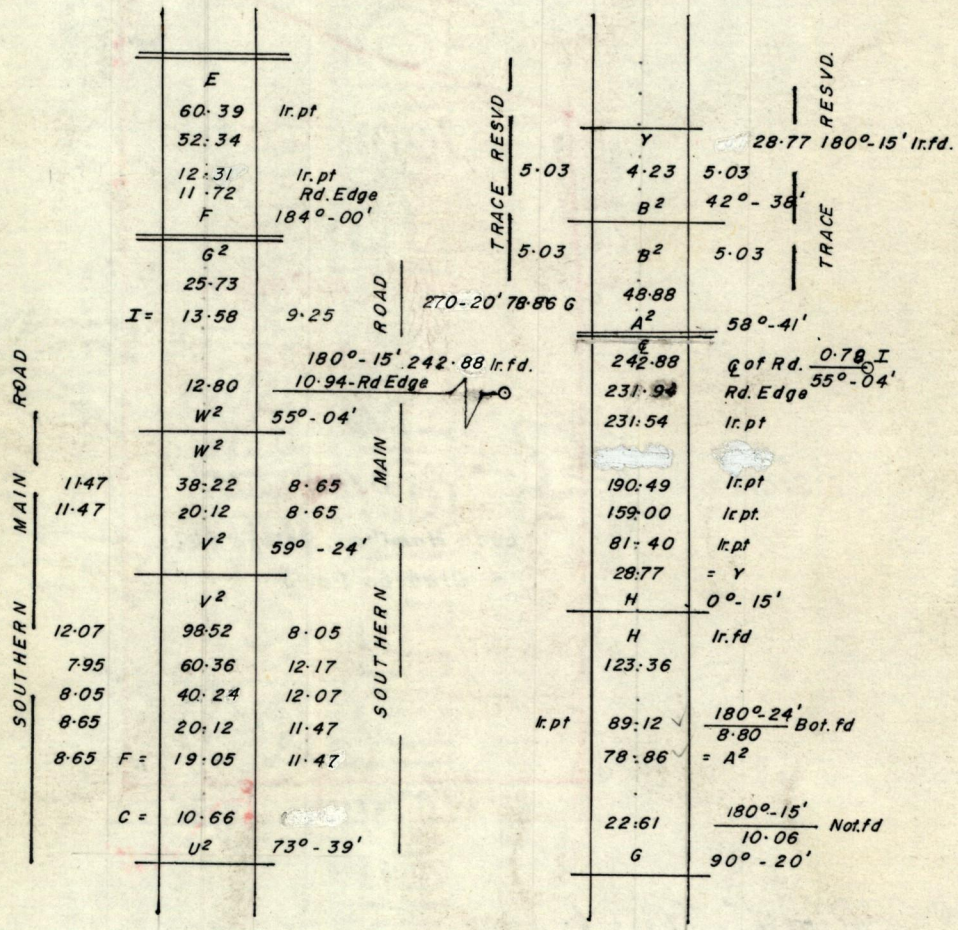 E
60.39 Ir.pt
52.34
12.31 Ir.pt
11.72 Rd.Edge
F 184°-00'
G²
25.73
I= 13.58 9.25
180°-15' 242.88 Ir.fd.
12.80 10.94-Rd Edge
W² 55°-04'
W²
11.47 38.22 8.65
11.47 20.12 8.65
V² 59°-24'
V²
12.07 98.52 8.05
7.95 60.36 12.17
8.05 40.24 12.07
8.65 20.12 11.47
8.65 F= 19.05 11.47
C= 10.66
U² 73°-39'
SOUTHERN MAIN ROAD
SOUTHERN MAIN ROAD
TRACE RESVD
TRACE RESVD.
Y 28.77 180°-15' Ir.fd.
5.03 4.23 5.03
B² 42°-38'
5.03 B² 5.03
48.88
270-20' 78.86 G
A² 58°-41'
℄
242.88 ℄ of Rd. 0.78 I
55°-04'
231.94 Rd.Edge
231.54 Ir.pt
190.49 Ir.pt
159.00 Ir.pt.
81.40 Ir.pt
28.77 = Y
H 0°-15'
H Ir.fd
123.36
Ir.pt 89.12 ✓ 180°-24' Bot.fd
8.80
78.86 ✓ = A²
22.61 180°-15' Not.fd
10.06
G 90°-20'